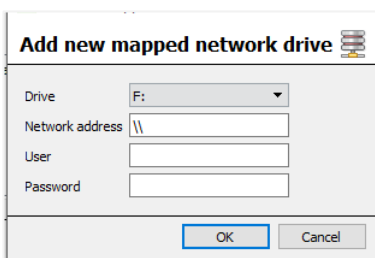 Add new mapped network drive
Drive F:
Network address \\
User
Password
OK Cancel